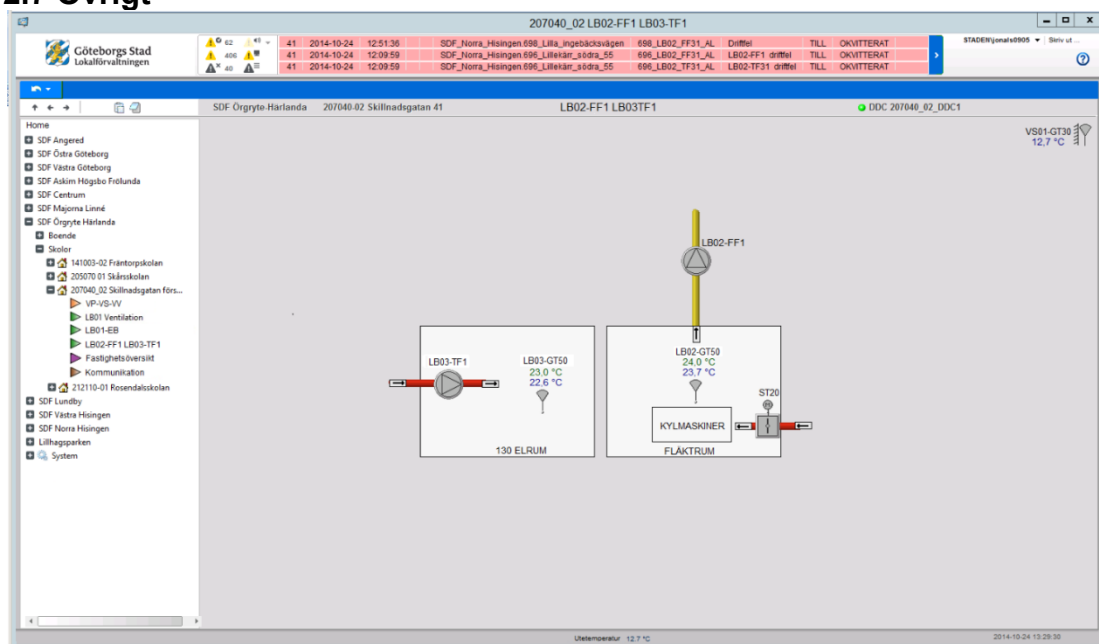 2.7 Övrigt
207040_02 LB02-FF1 LB03-TF1
Göteborgs Stad
Lokalförvaltningen
62 41 2014-10-24 12:51:36 SDF_Norra_Hisingen.698_Lilla_ingebäcksvägen 698_LB02_FF31_AL Driftfel TILL OKVITTERAT
406 41 2014-10-24 12:09:59 SDF_Norra_Hisingen.696_Lillekärr_södra_55 696_LB02_FF31_AL LB02-FF1 driftfel TILL OKVITTERAT
40 41 2014-10-24 12:09:59 SDF_Norra_Hisingen.696_Lillekärr_södra_55 696_LB02_TF31_AL LB02-TF31 driftfel TILL OKVITTERAT
STADEN\jonals0905 Skriv ut ...
SDF Örgryte-Härlanda 207040-02 Skillnadsgatan 41 LB02-FF1 LB03TF1 DDC 207040_02_DDC1
Home
SDF Angered
SDF Östra Göteborg
SDF Västra Göteborg
SDF Askim Högsbo Frölunda
SDF Centrum
SDF Majorna Linné
SDF Örgryte Härlanda
Boende
Skolor
141003-02 Fräntorpskolan
205070 01 Skårsskolan
207040_02 Skillnadsgatan förs...
VP-VS-VV
LB01 Ventilation
LB01-EB
LB02-FF1 LB03-TF1
Fastighetsöversikt
Kommunikation
212110-01 Rosendalsskolan
SDF Lundby
SDF Västra Hisingen
SDF Norra Hisingen
Lillhagsparken
System
VS01-GT30
12,7 °C
LB02-FF1
LB03-TF1
LB03-GT50
23,0 °C
22,6 °C
130 ELRUM
LB02-GT50
24,0 °C
23,7 °C
ST20
KYLMASKINER
FLÄKTRUM
Utetemperatur 12,7 °C
2014-10-24 13:29:30